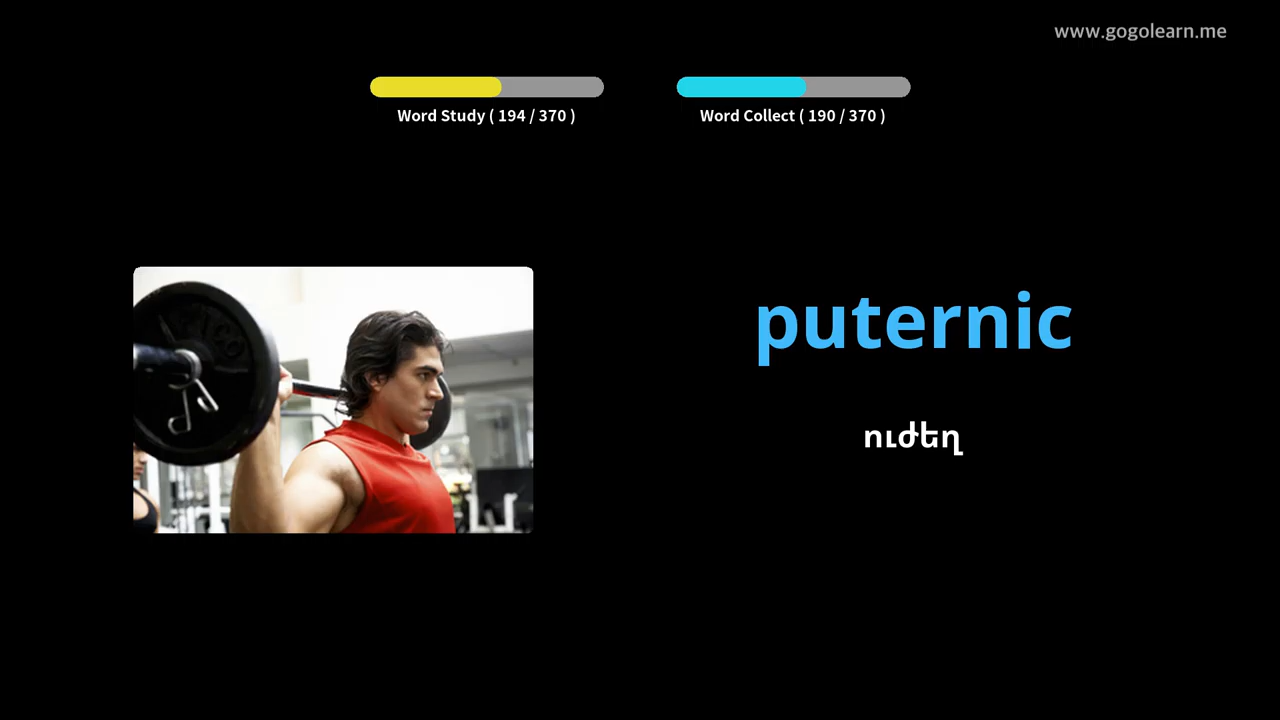 www.gogolearn.me
Word Study ( 194 / 370 )
Word Collect ( 190 / 370 )
puternic
ուժեղ